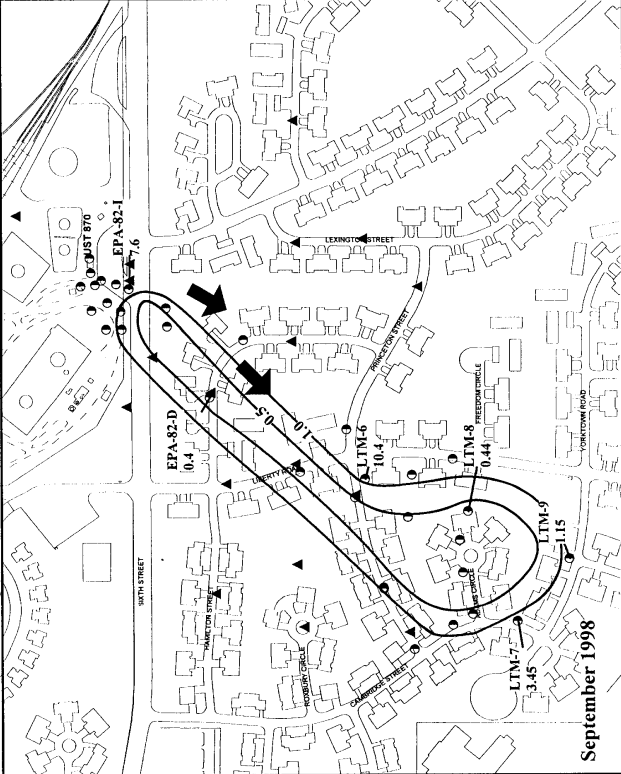 UST 870
EPA-82-I
7.6
LEXINGTON STREET
PRINCETON STREET
EPA-82-D
0.4
0.5
1.0
LIBERTY ROAD
LTM-6
10.4
FREEDOM CIRCLE
LTM-8
0.44
YORKTOWN ROAD
SIXTH STREET
HAMILTON STREET
ROXBURY CIRCLE
CAMBRIDGE STREET
CIRCLE
LTM-9
1.15
LTM-7
3.45
September 1998